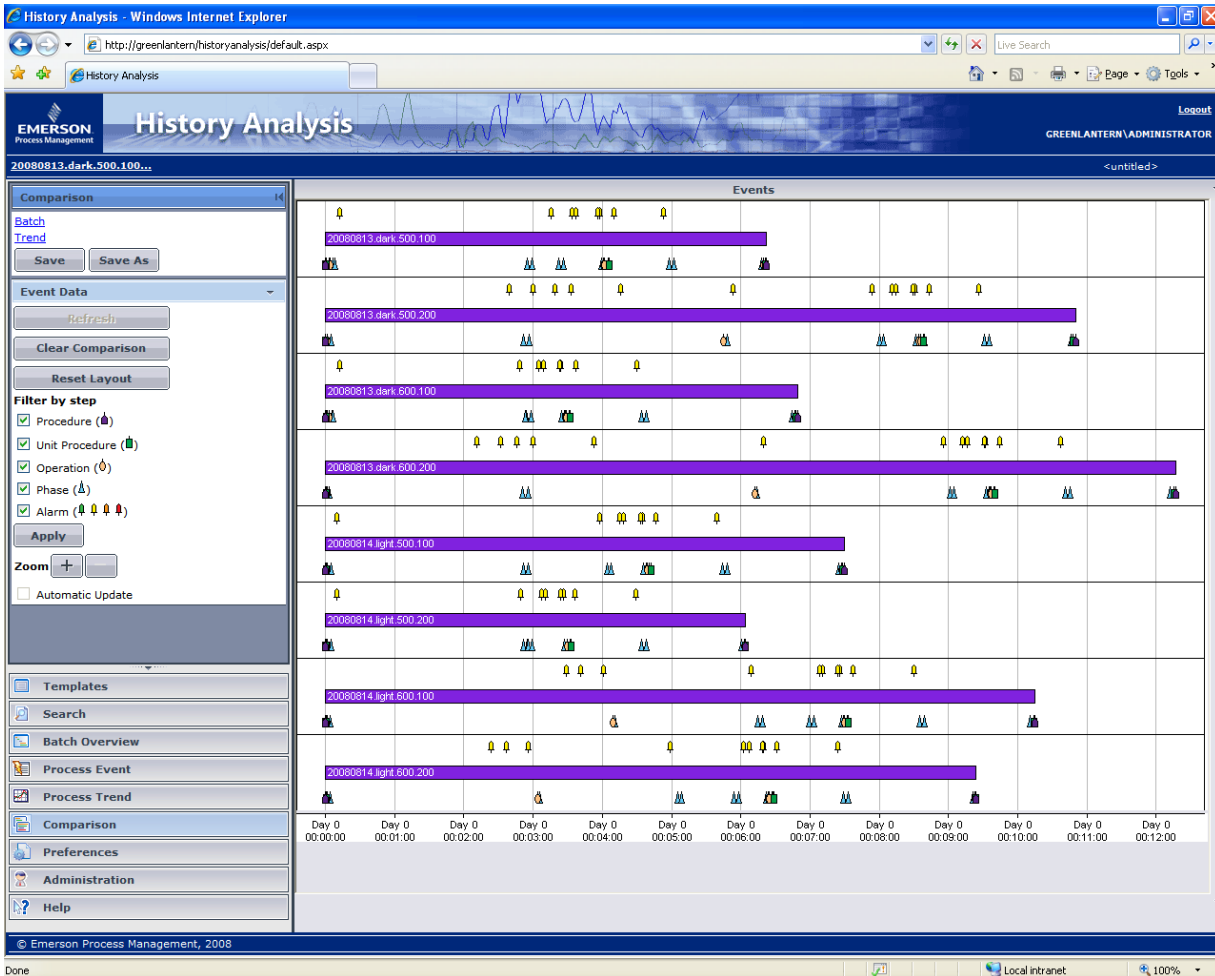 History Analysis - Windows Internet Explorer
http://greenlantern/historyanalysis/default.aspx
Live Search
History Analysis
Page
Tools
EMERSON
Process Management
History Analysis
Logout
GREENLANTERN\ADMINISTRATOR
20080813.dark.500.100...
<untitled>
Comparison
Batch
Trend
Save Save As
Event Data
Refresh
Clear Comparison
Reset Layout
Filter by step
Procedure ( )
Unit Procedure ( )
Operation ( )
Phase ( )
Alarm ( )
Apply
Zoom + -
Automatic Update
Templates
Search
Batch Overview
Process Event
Process Trend
Comparison
Preferences
Administration
Help
Events
20080813.dark.500.100
20080813.dark.500.200
20080813.dark.600.100
20080813.dark.600.200
20080814.light.500.100
20080814.light.500.200
20080814.light.600.100
20080814.light.600.200
Day 0 Day 0 Day 0 Day 0 Day 0 Day 0 Day 0 Day 0 Day 0 Day 0 Day 0 Day 0 Day 0
00:00:00 00:01:00 00:02:00 00:03:00 00:04:00 00:05:00 00:06:00 00:07:00 00:08:00 00:09:00 00:10:00 00:11:00 00:12:00
© Emerson Process Management, 2008
Done
Local intranet
100%